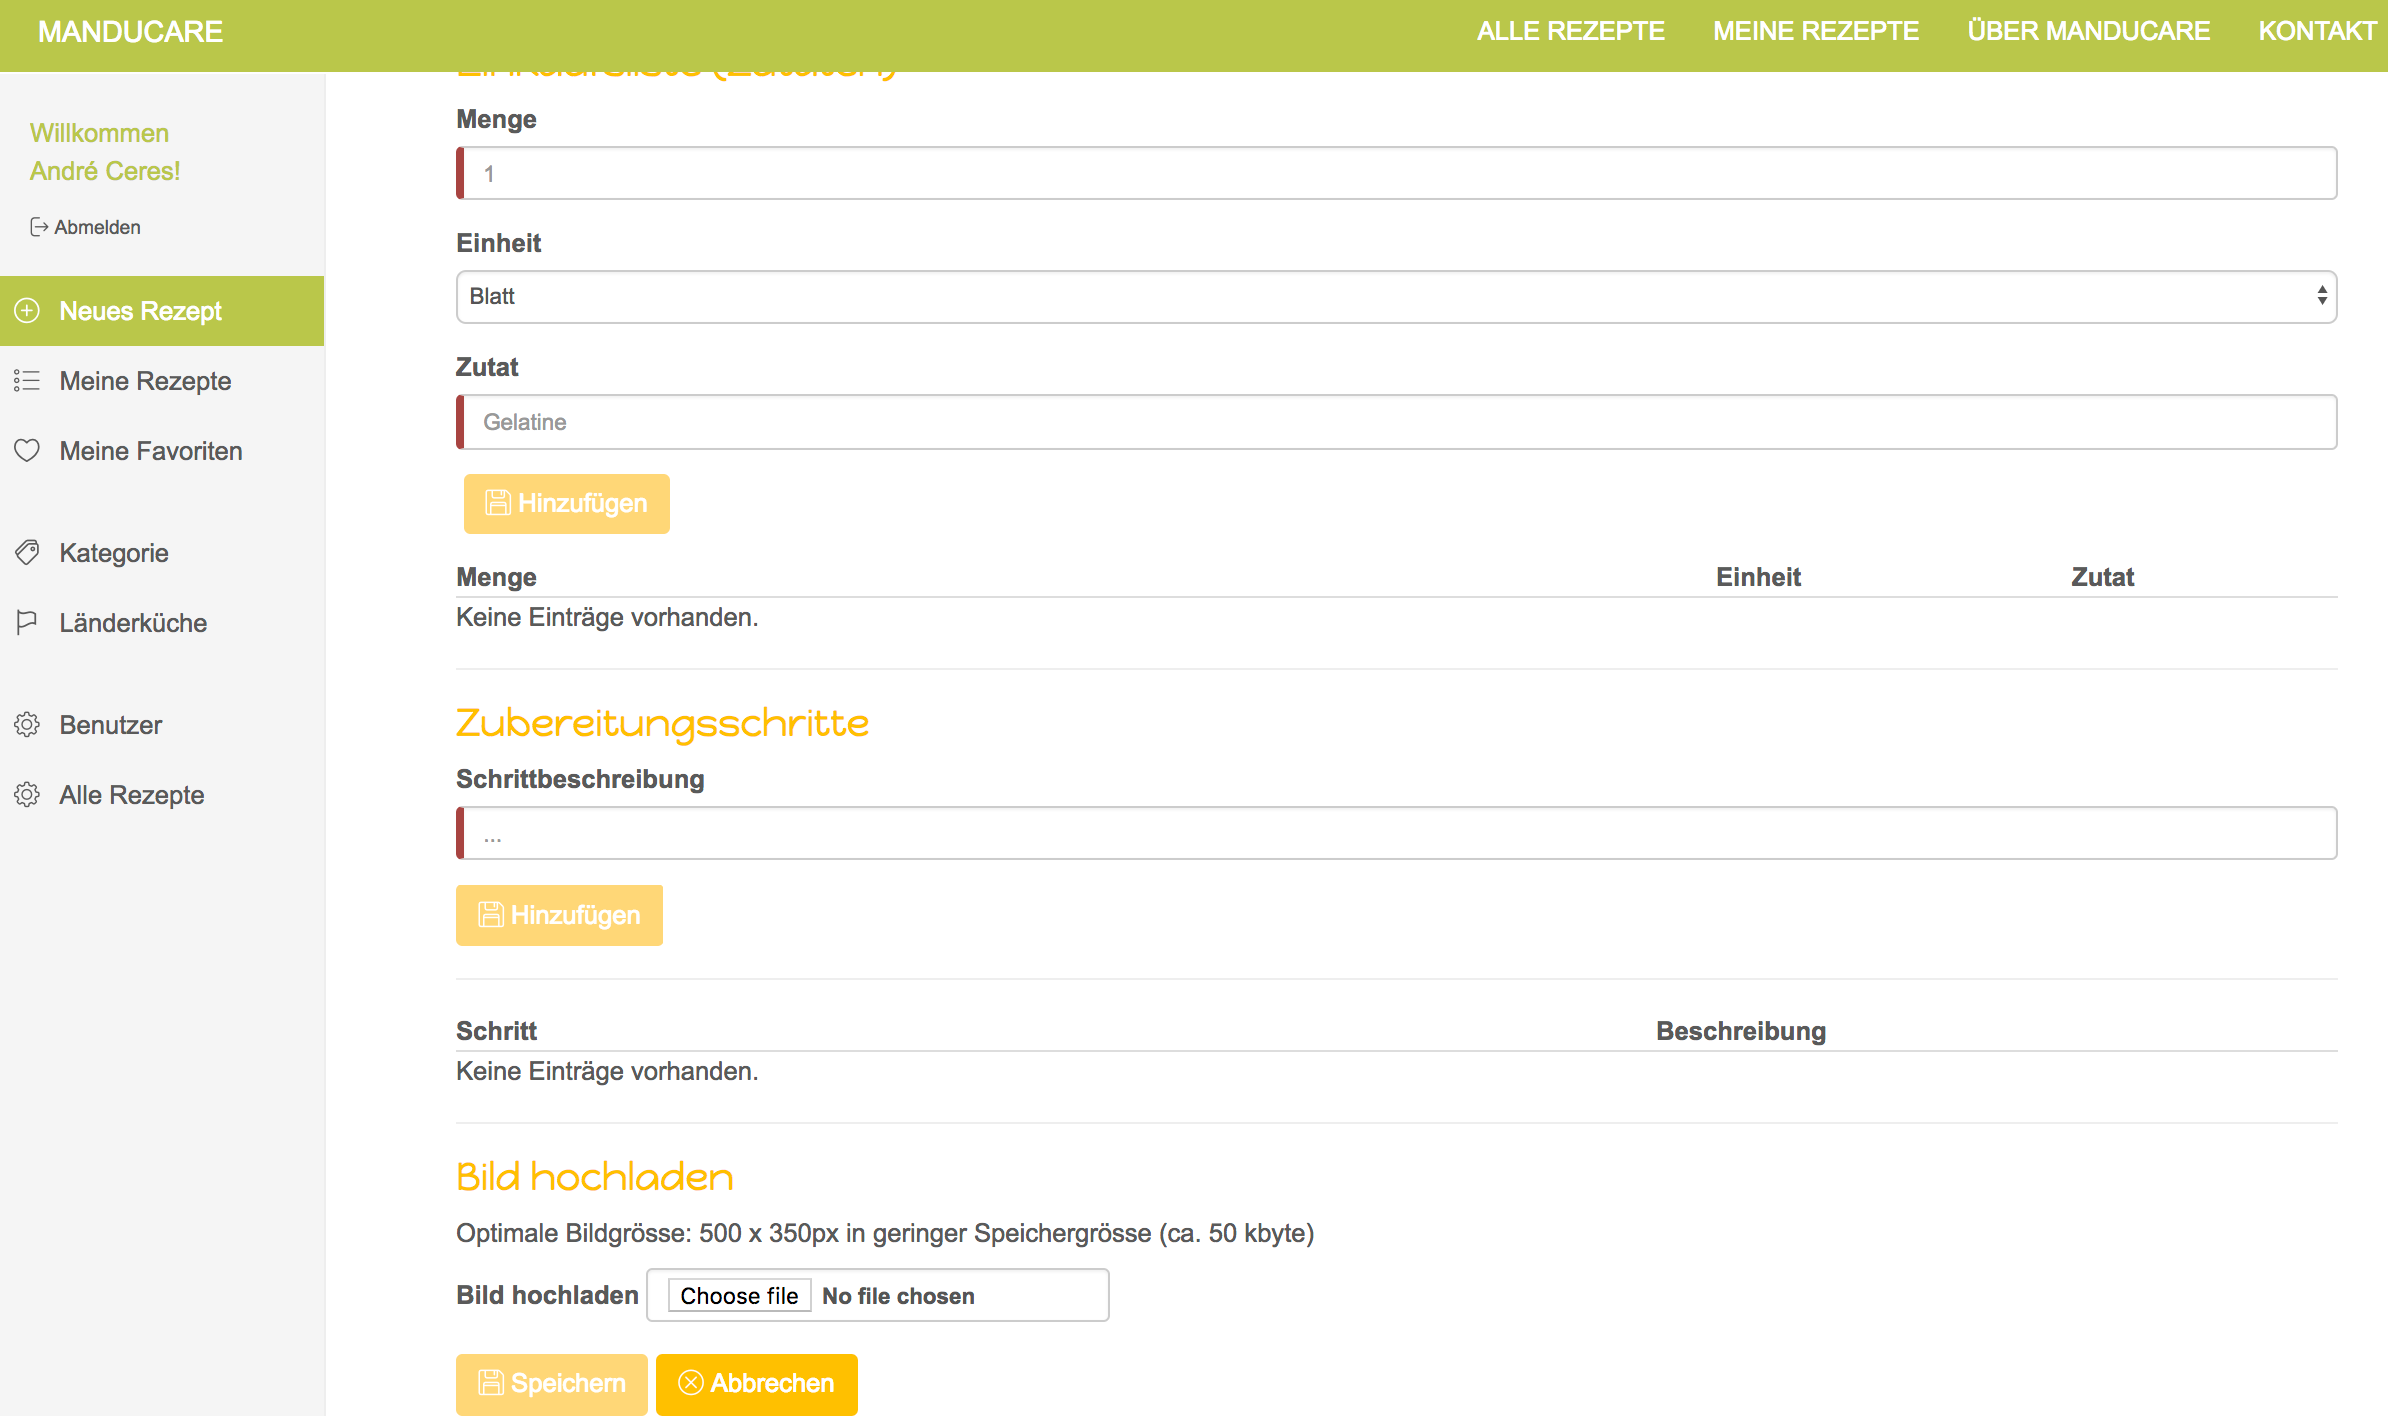 MANDUCARE
ALLE REZEPTE
MEINE REZEPTE
ÜBER MANDUCARE
KONTAKT
Willkommen
André Ceres!
Abmelden
Neues Rezept
Meine Rezepte
Meine Favoriten
Kategorie
Länderküche
Benutzer
Alle Rezepte
Menge
1
Einheit
Blatt
Zutat
Gelatine
Hinzufügen
Menge Einheit Zutat
Keine Einträge vorhanden.
Zubereitungsschritte
Schrittbeschreibung
...
Hinzufügen
Schritt Beschreibung
Keine Einträge vorhanden.
Bild hochladen
Optimale Bildgrösse: 500 x 350px in geringer Speichergrösse (ca. 50 kbyte)
Bild hochladen Choose file No file chosen
Speichern Abbrechen